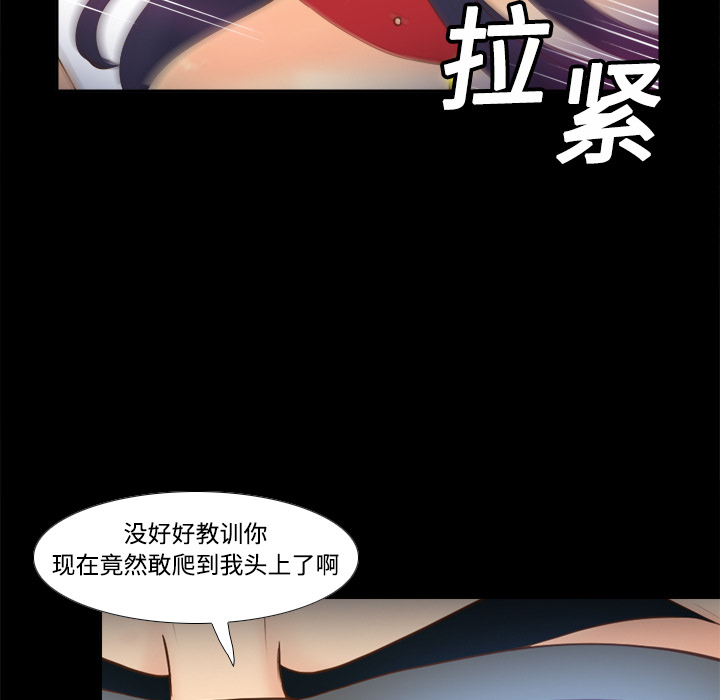 拉紧
没好好教训你
现在竟然敢爬到我头上了啊